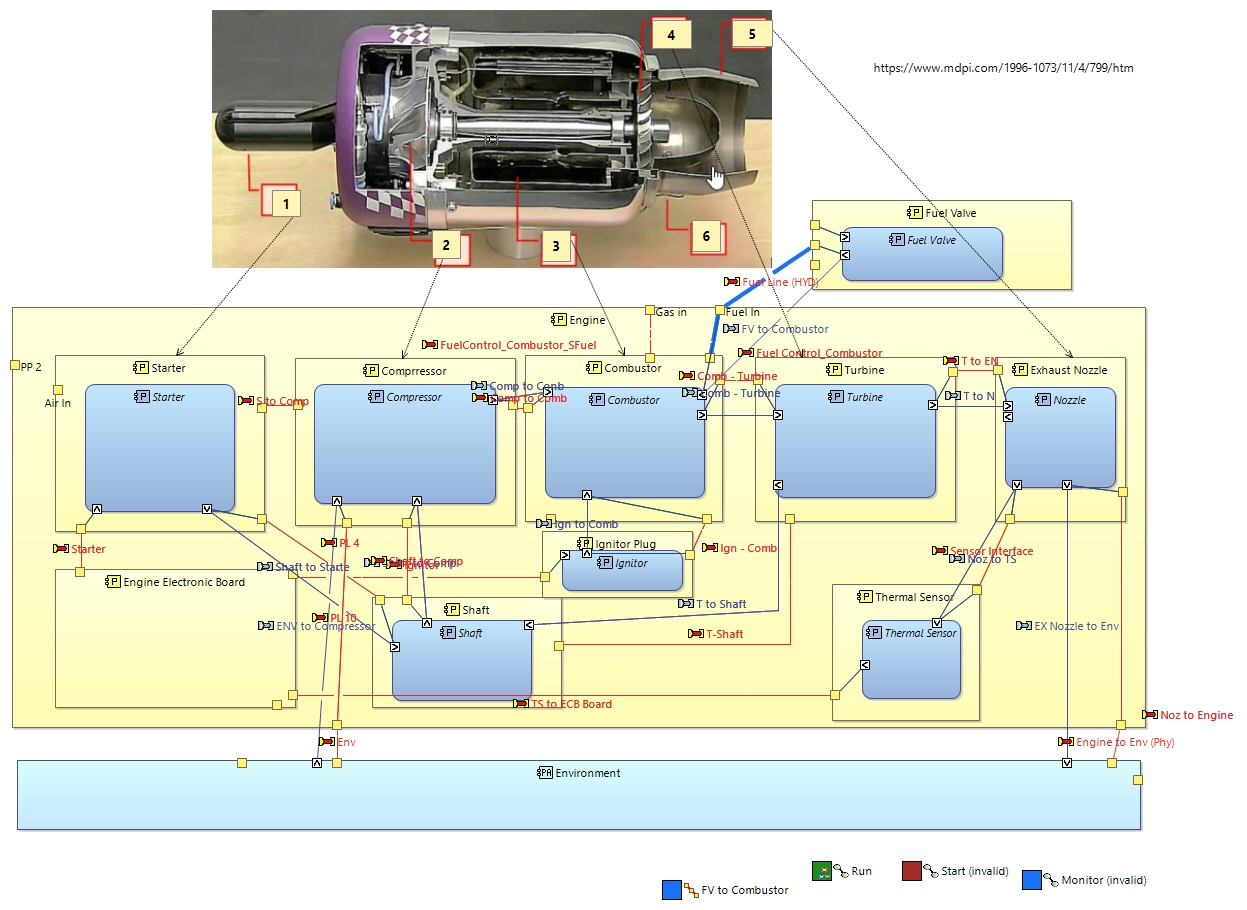 4
5
https://www.mdpi.com/1996-1073/11/4/799/htm
1
2
3
6
Fuel Valve
Fuel Valve
Fuel Line (HYD)
Gas in
Fuel In
Engine
FV to Combustor
FuelControl_Combustor_SFuel
Fuel Control_Combustor
PP 2
Starter
Comprressor
Combustor
Turbine
T to EN
Exhaust Nozzle
Comb - Turbine
Air In
Starter
S to Comp
Compressor
Comp to Conb
Comp to Comb
Combustor
Comb - Turbine
Turbine
T to N
Nozzle
Ign to Comb
Starter
PL 4
Ignitor Plug
Ign - Comb
Sensor Interface
Noz to TS
Shaft to Starte
Shaft to Comp
Ignitor
Engine Electronic Board
Thermal Sensor
Shaft
T to Shaft
PL 10
ENV to Compressor
Shaft
T-Shaft
Thermal Sensor
EX Nozzle to Env
TS to ECB Board
Noz to Engine
Env
Engine to Env (Phy)
Environment
FV to Combustor
Run
Start (invalid)
Monitor (invalid)